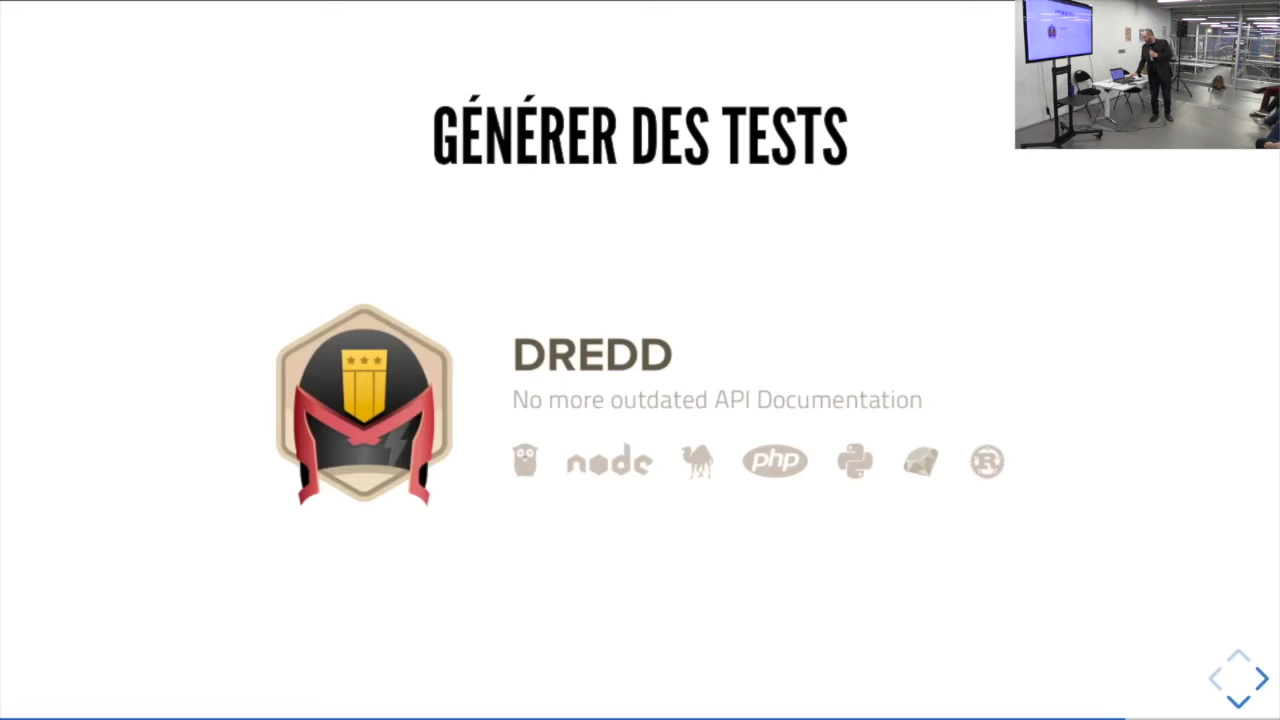 GÉNÉRER DES TESTS
DREDD
No more outdated API Documentation
node
php
R